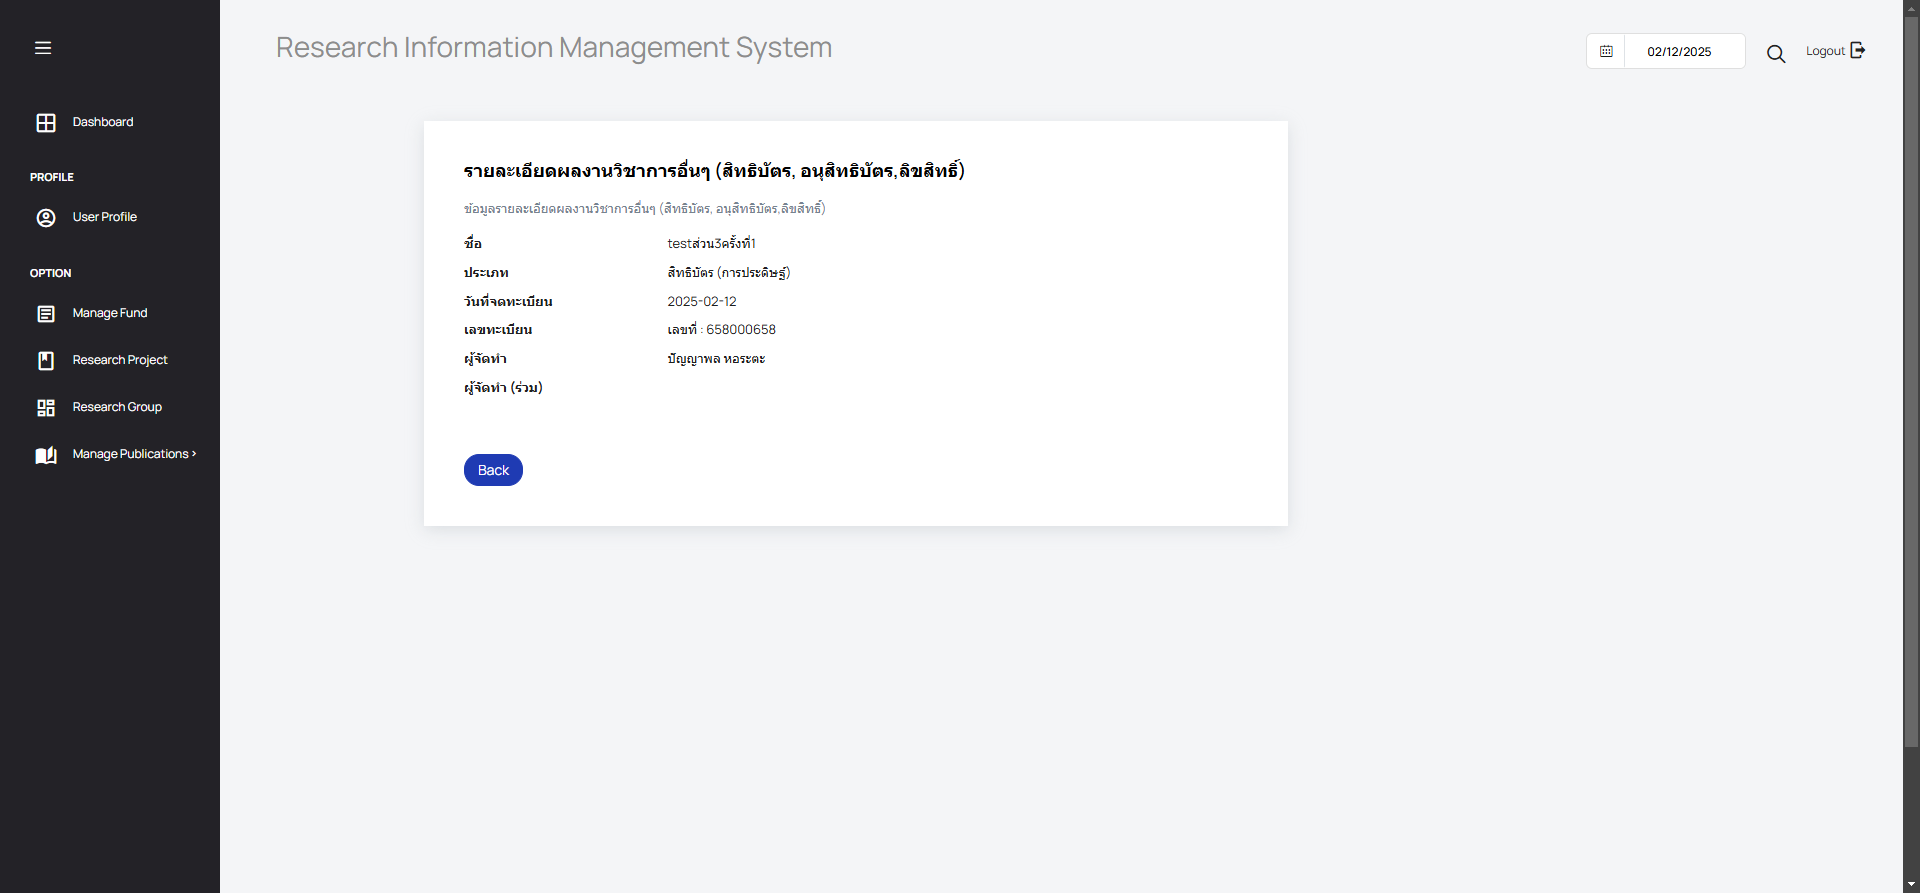 Research Information Management System
02/12/2025
Logout
Dashboard
PROFILE
User Profile
OPTION
Manage Fund
Research Project
Research Group
Manage Publications >
รายละเอียดผลงานวิชาการอื่นๆ (สิทธิบัตร, อนุสิทธิบัตร,ลิขสิทธิ์)
ข้อมูลรายละเอียดผลงานวิชาการอื่นๆ (สิทธิบัตร, อนุสิทธิบัตร,ลิขสิทธิ์)
ชื่อ testส่วน3ครั้งที่1
ประเภท สิทธิบัตร (การประดิษฐ์)
วันที่จดทะเบียน 2025-02-12
เลขทะเบียน เลขที่ : 658000658
ผู้จัดทำ ปัญญาพล หอระตะ
ผู้จัดทำ (ร่วม)
Back